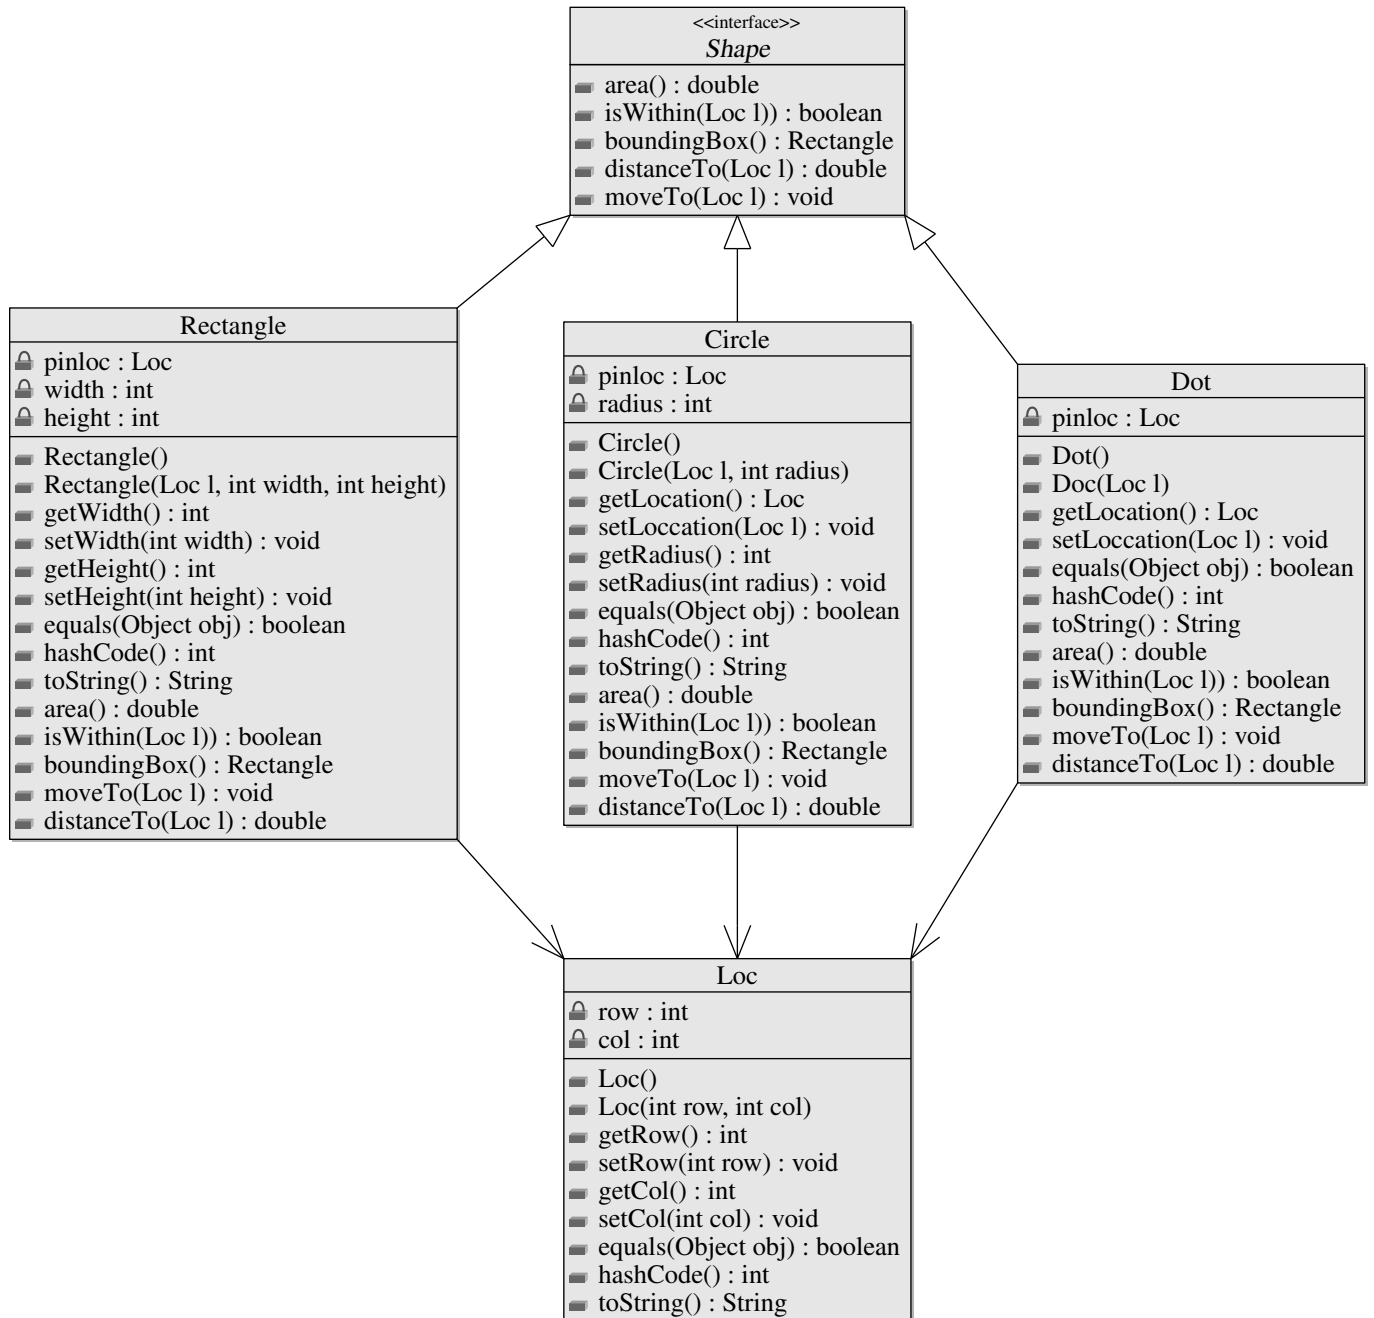 <<interface>>
Shape
area() : double
isWithin(Loc l)) : boolean
boundingBox() : Rectangle
distanceTo(Loc l) : double
moveTo(Loc l) : void
Rectangle
pinloc : Loc
width : int
height : int
Rectangle()
Rectangle(Loc l, int width, int height)
getWidth() : int
setWidth(int width) : void
getHeight() : int
setHeight(int height) : void
equals(Object obj) : boolean
hashCode() : int
toString() : String
area() : double
isWithin(Loc l)) : boolean
boundingBox() : Rectangle
moveTo(Loc l) : void
distanceTo(Loc l) : double
Circle
pinloc : Loc
radius : int
Circle()
Circle(Loc l, int radius)
getLocation() : Loc
setLoccation(Loc l) : void
getRadius() : int
setRadius(int radius) : void
equals(Object obj) : boolean
hashCode() : int
toString() : String
area() : double
isWithin(Loc l)) : boolean
boundingBox() : Rectangle
moveTo(Loc l) : void
distanceTo(Loc l) : double
Dot
pinloc : Loc
Dot()
Doc(Loc l)
getLocation() : Loc
setLoccation(Loc l) : void
equals(Object obj) : boolean
hashCode() : int
toString() : String
area() : double
isWithin(Loc l)) : boolean
boundingBox() : Rectangle
moveTo(Loc l) : void
distanceTo(Loc l) : double
Loc
row : int
col : int
Loc()
Loc(int row, int col)
getRow() : int
setRow(int row) : void
getCol() : int
setCol(int col) : void
equals(Object obj) : boolean
hashCode() : int
toString() : String